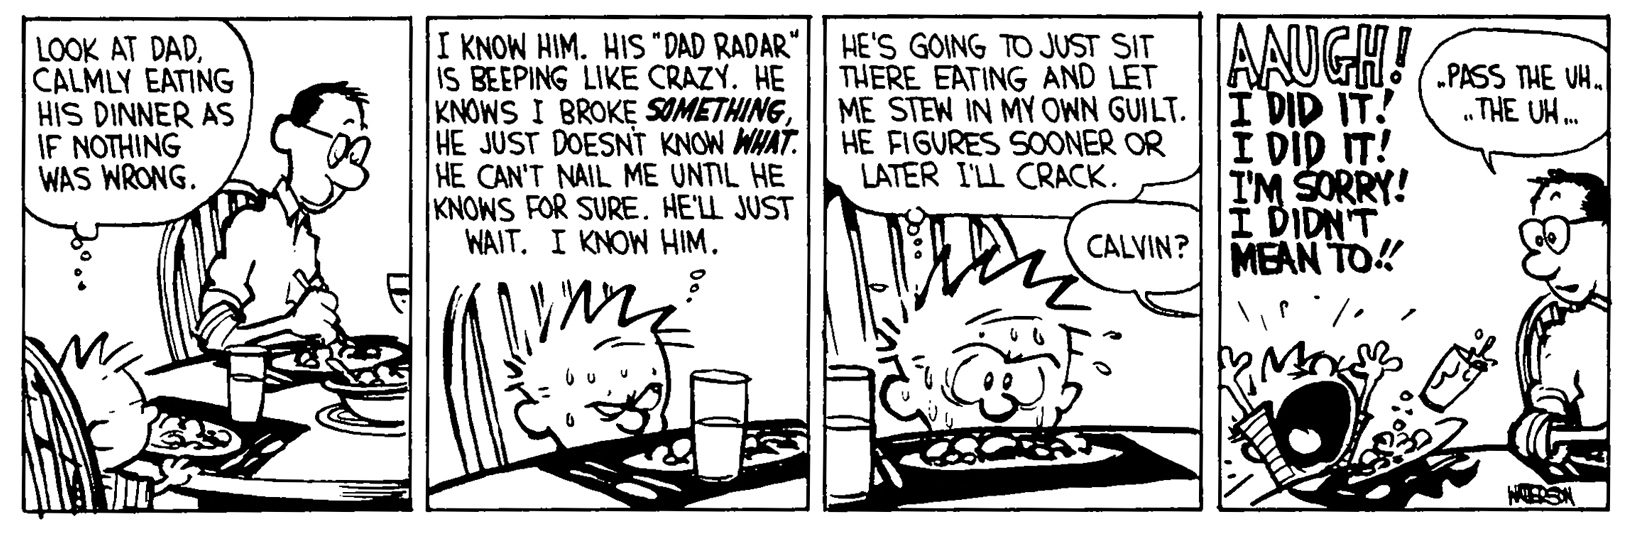 LOOK AT DAD,
CALMLY EATING
HIS DINNER AS
IF NOTHING
WAS WRONG.
I KNOW HIM. HIS "DAD RADAR"
IS BEEPING LIKE CRAZY. HE
KNOWS I BROKE SOMETHING,
HE JUST DOESN'T KNOW WHAT.
HE CAN'T NAIL ME UNTIL HE
KNOWS FOR SURE. HE'LL JUST
WAIT. I KNOW HIM.
HE'S GOING TO JUST SIT
THERE EATING AND LET
ME STEW IN MY OWN GUILT.
HE FIGURES SOONER OR
LATER I'LL CRACK.
CALVIN?
AAUGH!
I DID IT!
I DID IT!
I'M SORRY!
I DIDN'T
MEAN TO!!
..PASS THE UH..
..THE UH...
WATTERSON